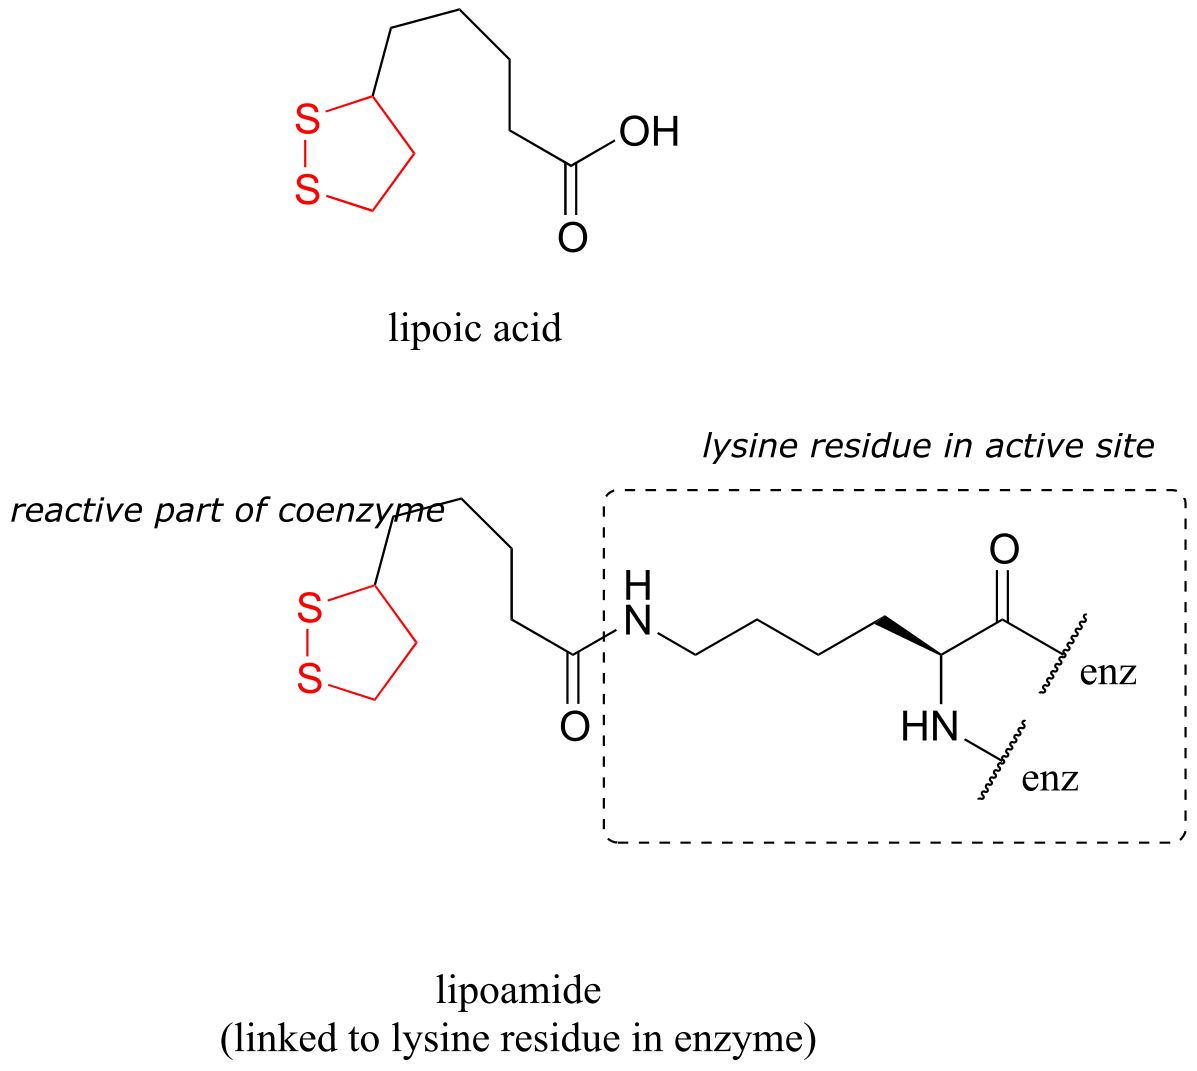 S
S
OH
O
lipoic acid
lysine residue in active site
reactive part of coenzyme
O
H
N
S
S
enz
O
HN
enz
lipoamide
(linked to lysine residue in enzyme)